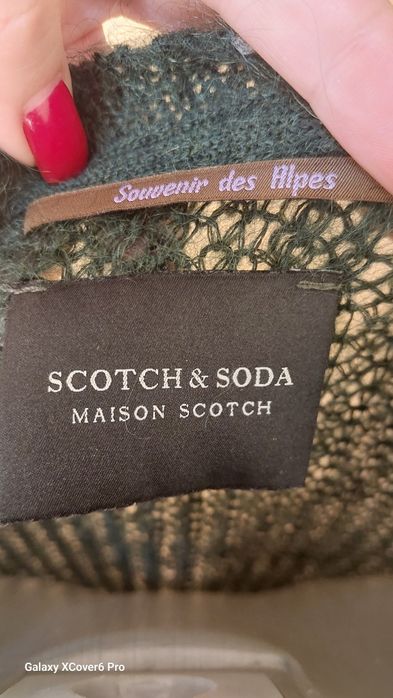 Souvenir des Alpes
SCOTCH & SODA
MAISON SCOTCH
Galaxy XCover6 Pro